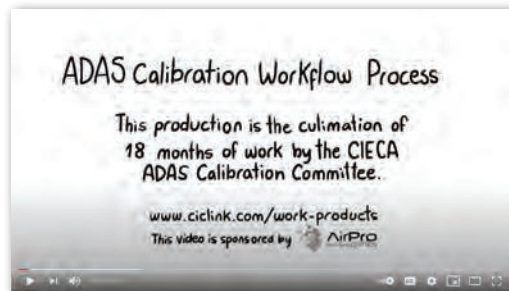 ADAS Calibration Workflow Process
This production is the culimation of
18 months of work by the CIECA
ADAS Calibration Committee.
www.ciclink.com/work-products
This video is sponsored by AirPro